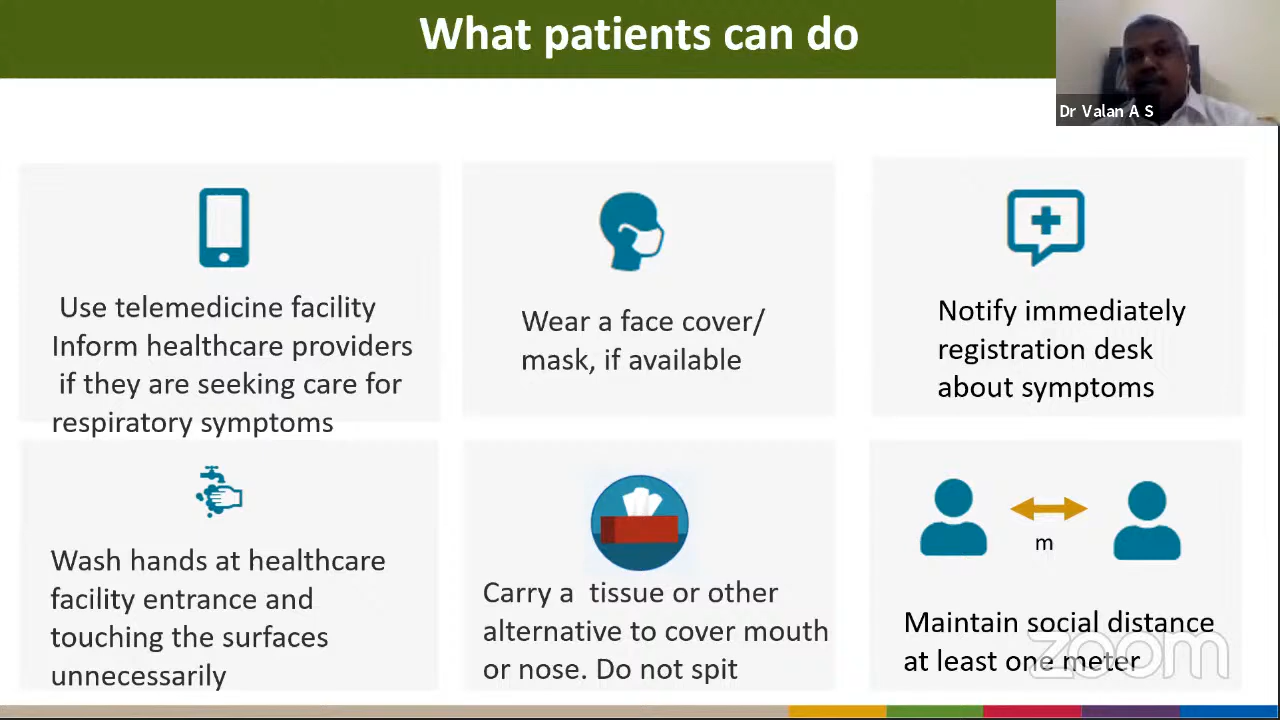 What patients can do
Dr Valan A S
Use telemedicine facility
Inform healthcare providers
if they are seeking care for
respiratory symptoms
Wear a face cover/
mask, if available
Notify immediately
registration desk
about symptoms
Wash hands at healthcare
facility entrance and
touching the surfaces
unnecessarily
Carry a tissue or other
alternative to cover mouth
or nose. Do not spit
m
Maintain social distance
at least one meter
zoom